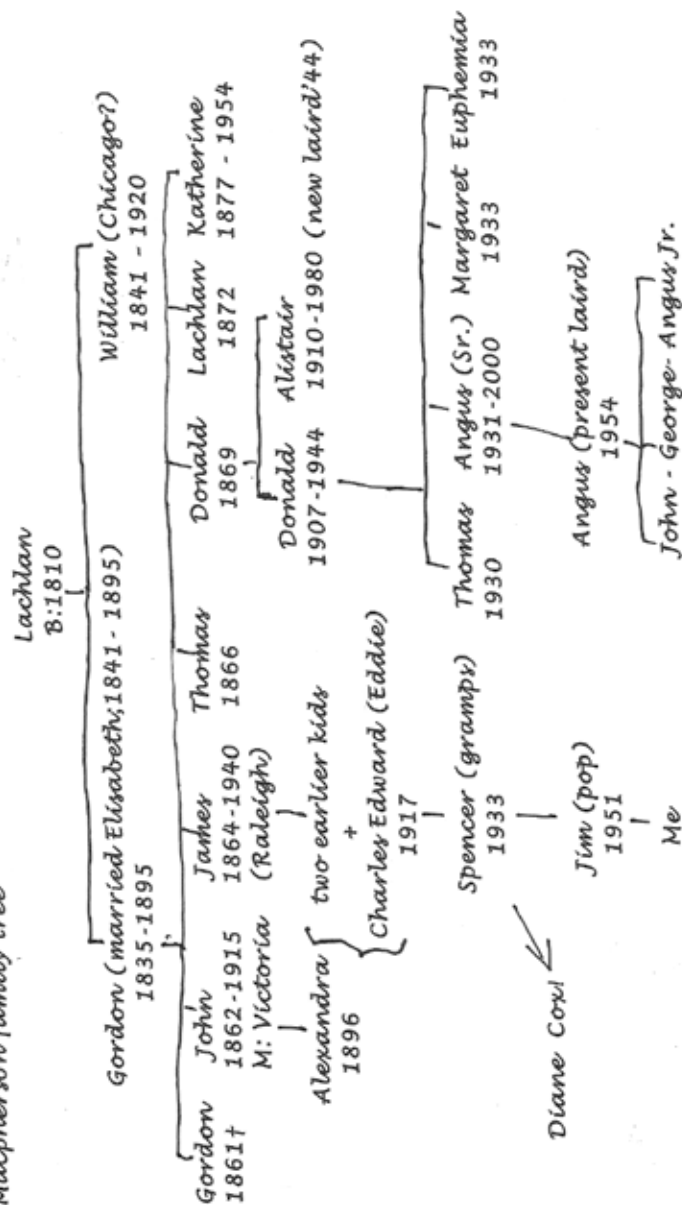 Macpherson family tree
Lachlan
B:1810
Gordon (married Elisabeth;1841- 1895) William (Chicago?)
1835-1895 1841 - 1920
Gordon John James Thomas Donald Lachlan Katherine
1861† 1862-1915 1864-1940 1866 1869 1872 1877 - 1954
M: Victoria (Raleigh)
Alexandra two earlier kids Donald Alistair
1896 + 1907-1944 1910-1980 (new laird'44)
Charles Edward (Eddie)
1917
Spencer (gramps) Thomas Angus (Sr.) Margaret Euphemia
1933 1930 1931-2000 1933 1933
Diane Cox!
Jim (pop) Angus (present laird)
1951 1954
Me John - George- Angus Jr.